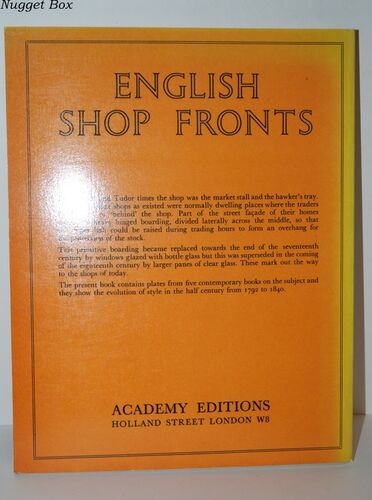 Nugget Box
ENGLISH
SHOP FRONTS
and Tudor times the shop was the market stall and the hawker's tray.
shops as existed were normally dwelling places where the traders
'behind' the shop. Part of the street façade of their homes
hinged boarding, divided laterally across the middle, so that
could be raised during trading hours to form an overhang for
the protection of the stock.
This primitive boarding became replaced towards the end of the seventeenth
century by windows glazed with bottle glass but this was superseded in the coming
of the eighteenth century by larger panes of clear glass. These mark out the way
to the shops of today.
The present book contains plates from five contemporary books on the subject and
they show the evolution of style in the half century from 1792 to 1840.
ACADEMY EDITIONS
HOLLAND STREET LONDON W8